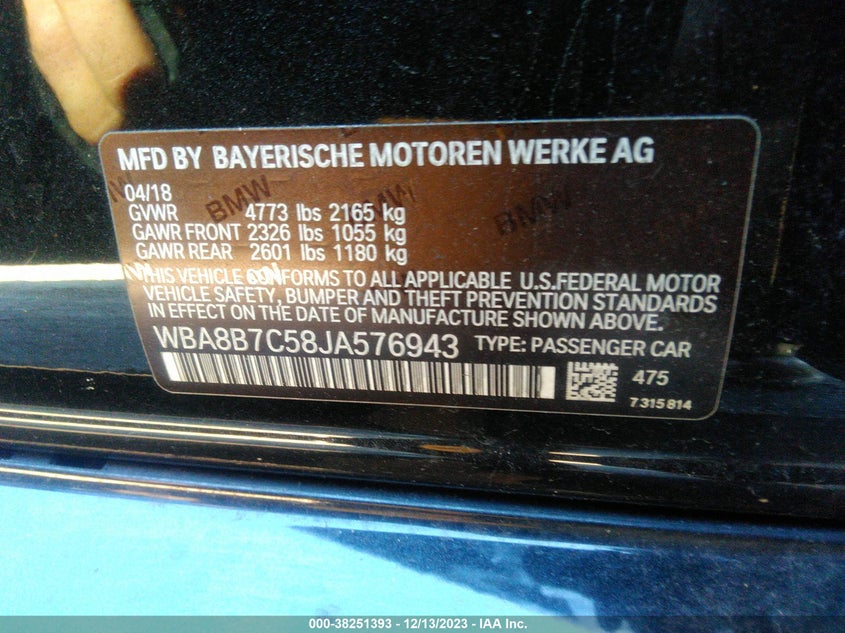 MFD BY BAYERISCHE MOTOREN WERKE AG
04/18
GVWR 4773 lbs 2165 kg
GAWR FRONT 2326 lbs 1055 kg
GAWR REAR 2601 lbs 1180 kg
THIS VEHICLE CONFORMS TO ALL APPLICABLE U.S.FEDERAL MOTOR
VEHICLE SAFETY, BUMPER AND THEFT PREVENTION STANDARDS
IN EFFECT ON THE DATE OF MANUFACTURE SHOWN ABOVE.
WBA8B7C58JA576943 TYPE: PASSENGER CAR
475
7315814
BMW BMW BMW
000-38251393 - 12/13/2023 - IAA Inc.